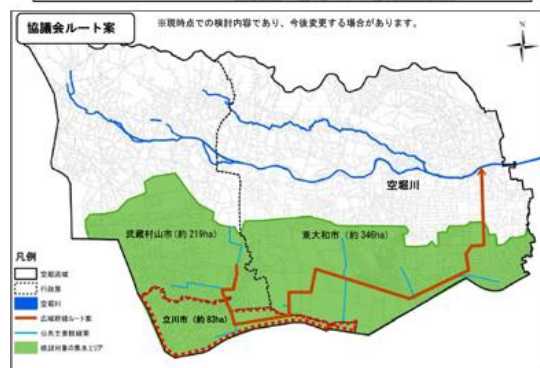 協議会ルート案
※現時点での検討内容であり、今後変更する場合があります。
N
空堀川
武蔵村山市(約219ha)
東大和市(約346ha)
立川市(約83ha)
凡例
空堀流域
行政界
空堀川
広域幹線ルート案
公共下水道幹線案
検討対象の集水エリア